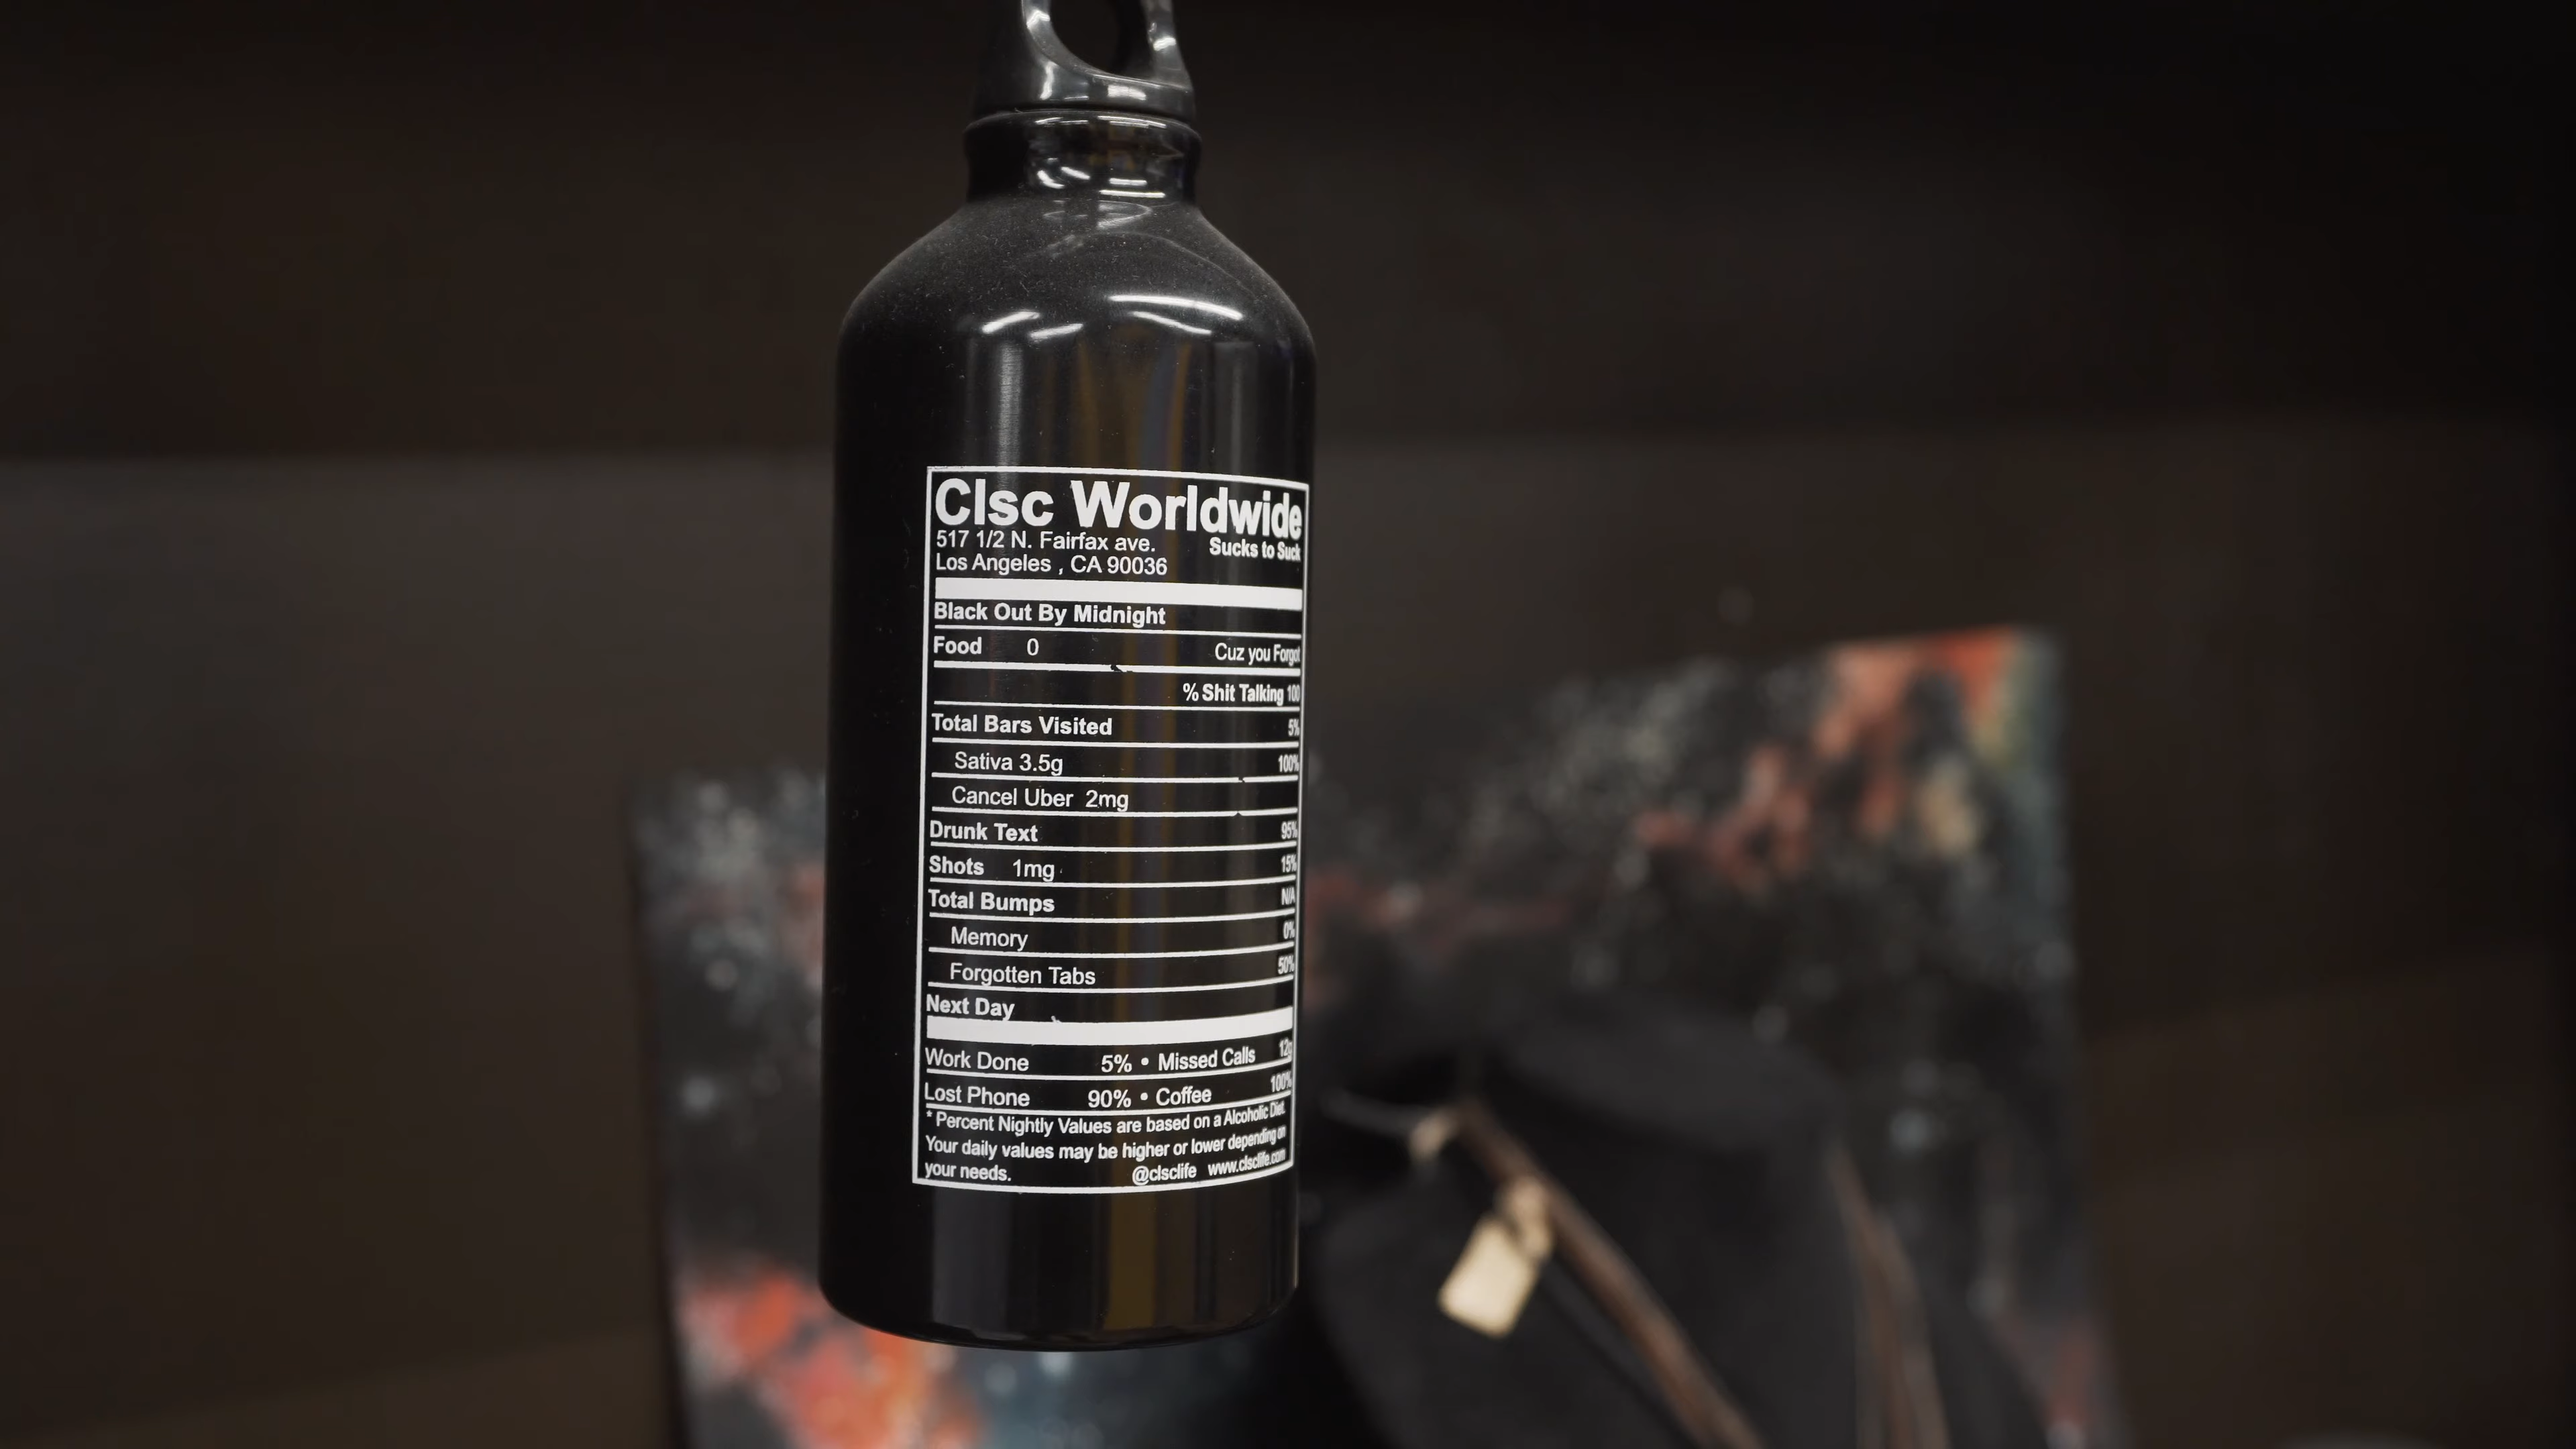 Clsc Worldwide
517 1/2 N. Fairfax ave. Sucks to Suck
Los Angeles , CA 90036
Black Out By Midnight
Food 0 Cuz you Forgot
% Shit Talking 100
Total Bars Visited 5%
Sativa 3.5g 100%
Cancel Uber 2mg
Drunk Text 95%
Shots 1mg 15%
Total Bumps N/A
Memory 0%
Forgotten Tabs 50%
Next Day
Work Done 5% • Missed Calls 12g
Lost Phone 90% • Coffee 100%
* Percent Nightly Values are based on a Alcoholic Diet.
Your daily values may be higher or lower depending on
your needs. @clsclife www.clsclife.com